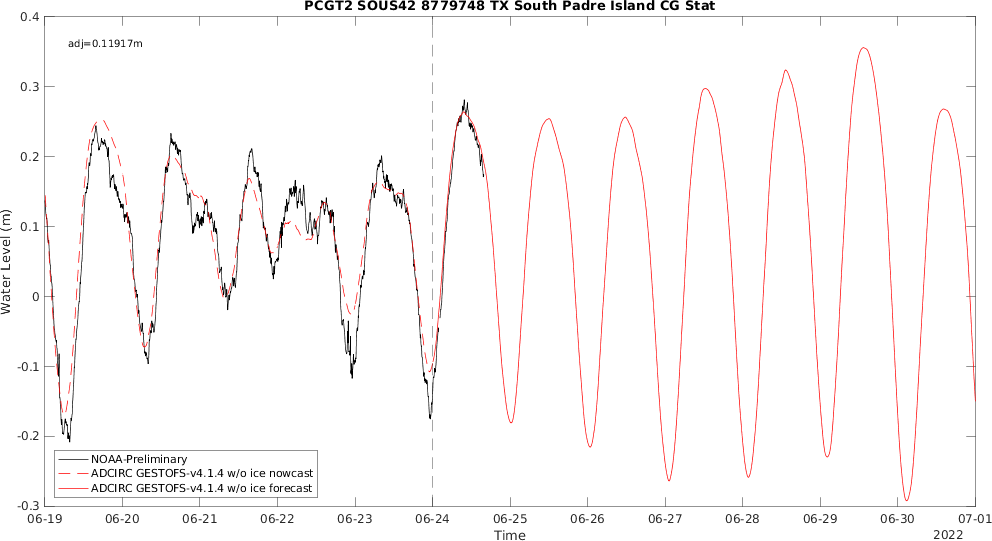 PCGT2 SOUS42 8779748 TX South Padre Island CG Stat
adj=0.11917m
0.4
0.3
0.2
0.1
0
-0.1
-0.2
-0.3
Water Level (m)
NOAA-Preliminary
ADCIRC GESTOFS-v4.1.4 w/o ice nowcast
ADCIRC GESTOFS-v4.1.4 w/o ice forecast
06-19 06-20 06-21 06-22 06-23 06-24 06-25 06-26 06-27 06-28 06-29 06-30 07-01
Time
2022